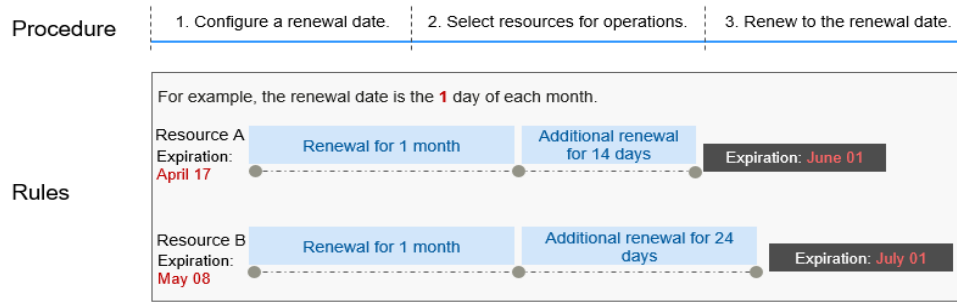 Procedure
1. Configure a renewal date.
2. Select resources for operations.
3. Renew to the renewal date.
Rules
For example, the renewal date is the 1 day of each month.
Resource A
Expiration:
April 17
Renewal for 1 month
Additional renewal
for 14 days
Expiration: June 01
Resource B
Expiration:
May 08
Renewal for 1 month
Additional renewal for 24
days
Expiration: July 01